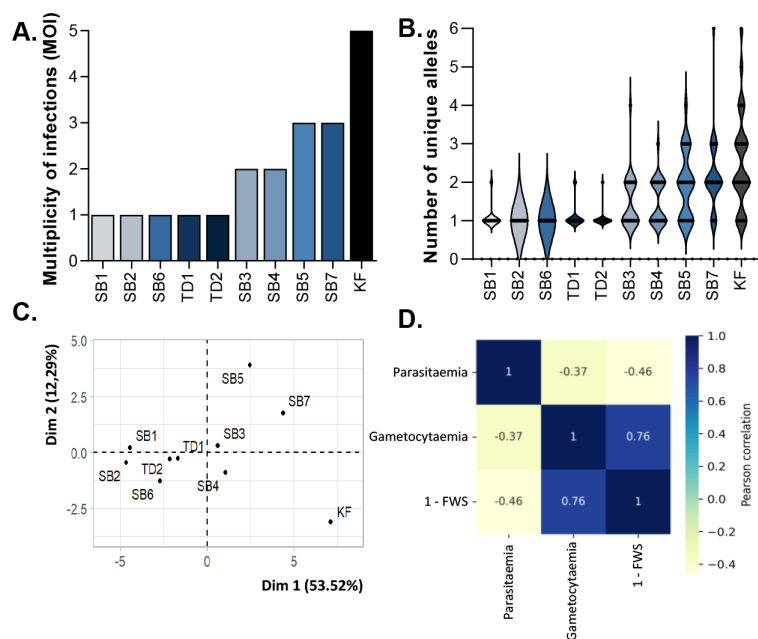 A.
Multiplicity of infections (MOI)
5
4
3
2
1
0
SB1
SB2
SB6
TD1
TD2
SB3
SB4
SB5
SB7
KF
B.
Number of unique alleles
6
5
4
3
2
1
0
SB1
SB2
SB6
TD1
TD2
SB3
SB4
SB5
SB7
KF
C.
Dim 2 (12,29%)
5.0
2.5
0.0
-2.5
SB5
SB7
SB1
SB3
TD1
SB2
TD2
SB4
SB6
KF
-5
0
5
Dim 1 (53.52%)
D.
Parasitaemia
1
-0.37
-0.46
Gametocytaemia
-0.37
1
0.76
1 - FWS
-0.46
0.76
1
Parasitaemia
Gametocytaemia
1 - FWS
1.0
0.8
0.6
0.4
0.2
0.0
-0.2
-0.4
Pearson correlation